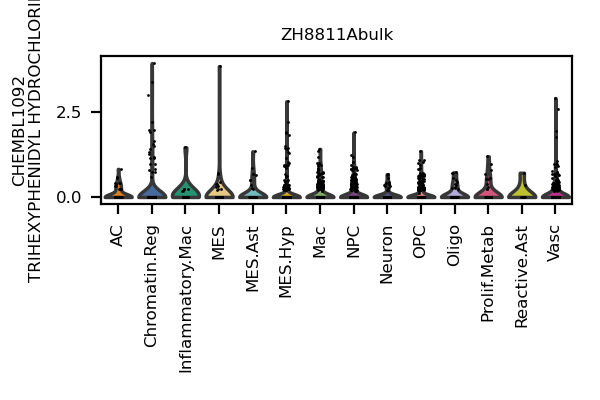 ZH8811Abulk
CHEMBL1092
TRIHEXYPHENIDYL
2.5
0.0
AC
Chromatin.Reg
Inflammatory.Mac
MES
MES.Ast
MES.Hyp
Mac
NPC
Neuron
OPC
Oligo
Prolif.Metab
Reactive.Ast
Vasc